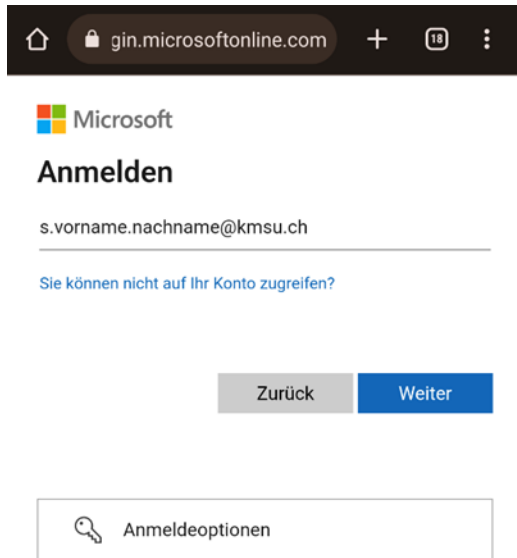 gin.microsoftonline.com 18
Microsoft
Anmelden
s.vorname.nachname@kmsu.ch
Sie können nicht auf Ihr Konto zugreifen?
Zurück Weiter
Anmeldeoptionen